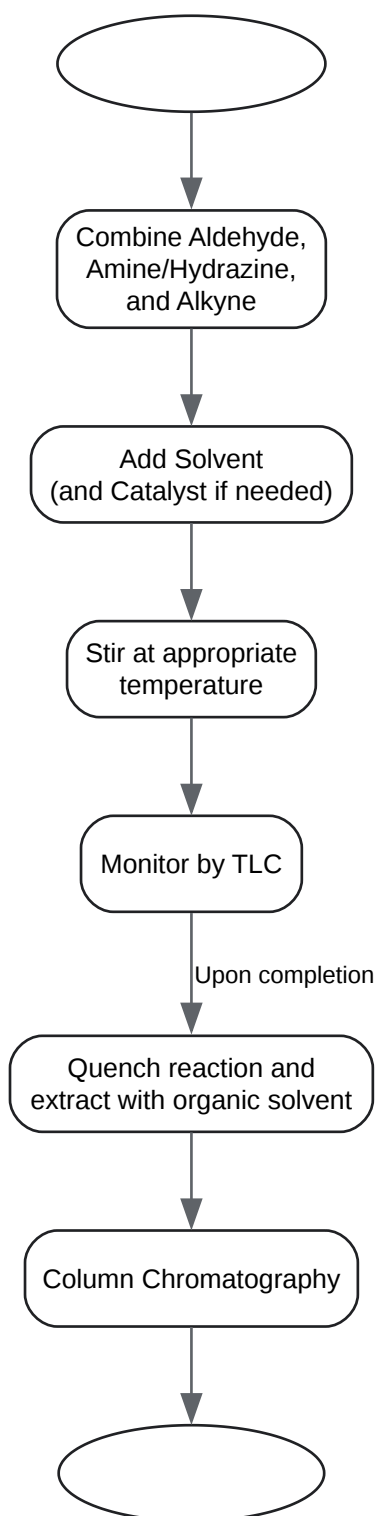 Combine Aldehyde,
Amine/Hydrazine,
and Alkyne
Add Solvent
(and Catalyst if needed)
Stir at appropriate
temperature
Monitor by TLC
Upon completion
Quench reaction and
extract with organic solvent
Column Chromatography